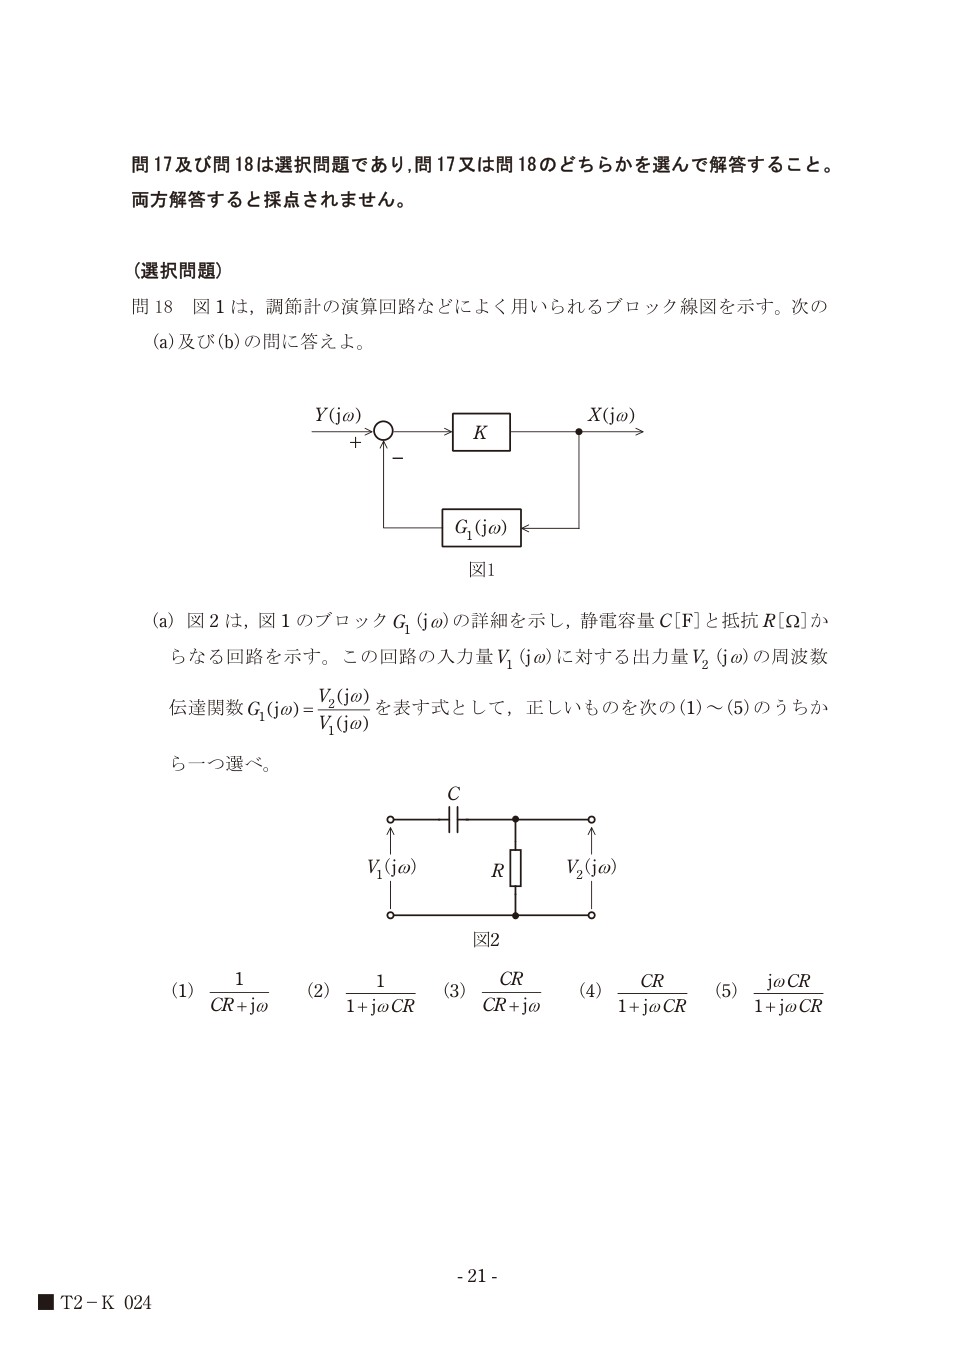 問17及び問18は選択問題であり,問17又は問18のどちらかを選んで解答すること。
両方解答すると採点されません。
(選択問題)
問18 図1は，調節計の演算回路などによく用いられるブロック線図を示す。次の
(a)及び(b)の問に答えよ。
Y(jω)
X(jω)
+
K
−
G₁(jω)
図1
(a) 図2は，図1のブロックG₁(jω)の詳細を示し，静電容量C[F]と抵抗R[Ω]か
らなる回路を示す。この回路の入力量V₁(jω)に対する出力量V₂(jω)の周波数
伝達関数G₁(jω)=V₂(jω)/V₁(jω)を表す式として，正しいものを次の(1)～(5)のうちか
ら一つ選べ。
C
V₁(jω)
R
V₂(jω)
図2
(1) 1/(CR+jω) (2) 1/(1+jωCR) (3) CR/(CR+jω) (4) CR/(1+jωCR) (5) jωCR/(1+jωCR)
- 21 -
■ T2−K 024